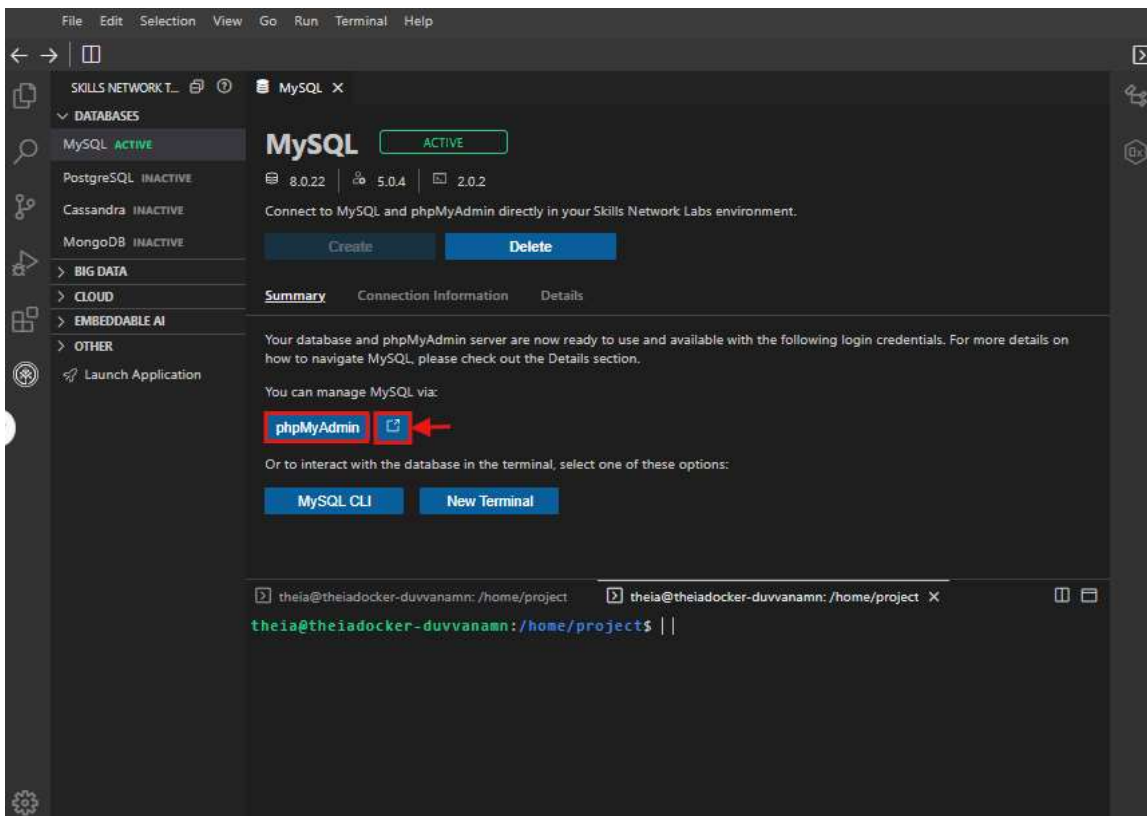 File Edit Selection View Go Run Terminal Help
SKILLS NETWORK T...
DATABASES
MySQL ACTIVE
PostgreSQL INACTIVE
Cassandra INACTIVE
MongoDB INACTIVE
BIG DATA
CLOUD
EMBEDDABLE AI
OTHER
Launch Application
MySQL
MySQL ACTIVE
8.0.22 5.0.4 2.0.2
Connect to MySQL and phpMyAdmin directly in your Skills Network Labs environment.
Create Delete
Summary Connection Information Details
Your database and phpMyAdmin server are now ready to use and available with the following login credentials. For more details on
how to navigate MySQL, please check out the Details section.
You can manage MySQL via:
phpMyAdmin
Or to interact with the database in the terminal, select one of these options:
MySQL CLI New Terminal
theia@theiadocker-duvvanamn: /home/project theia@theiadocker-duvvanamn: /home/project
theia@theiadocker-duvvanamn:/home/project$ ||